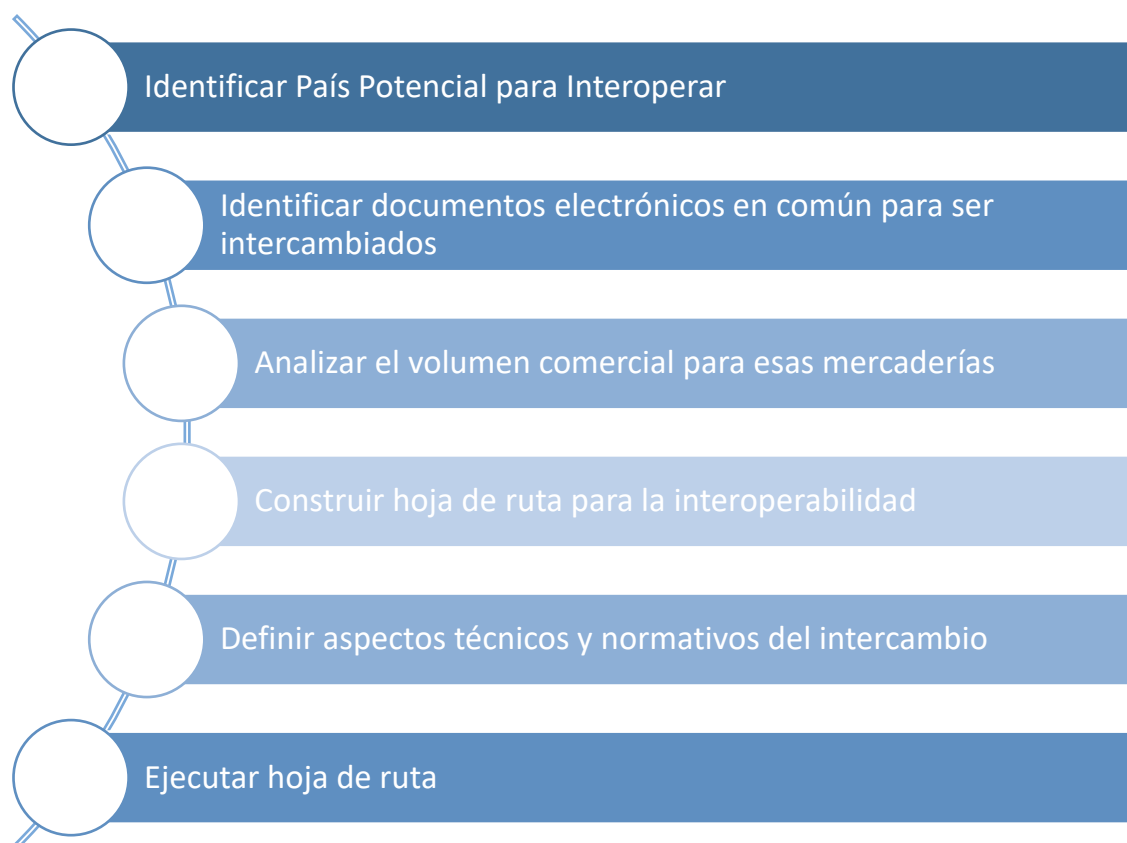 Identificar País Potencial para Interoperar
Identificar documentos electrónicos en común para ser
intercambiados
Analizar el volumen comercial para esas mercaderías
Construir hoja de ruta para la interoperabilidad
Definir aspectos técnicos y normativos del intercambio
Ejecutar hoja de ruta